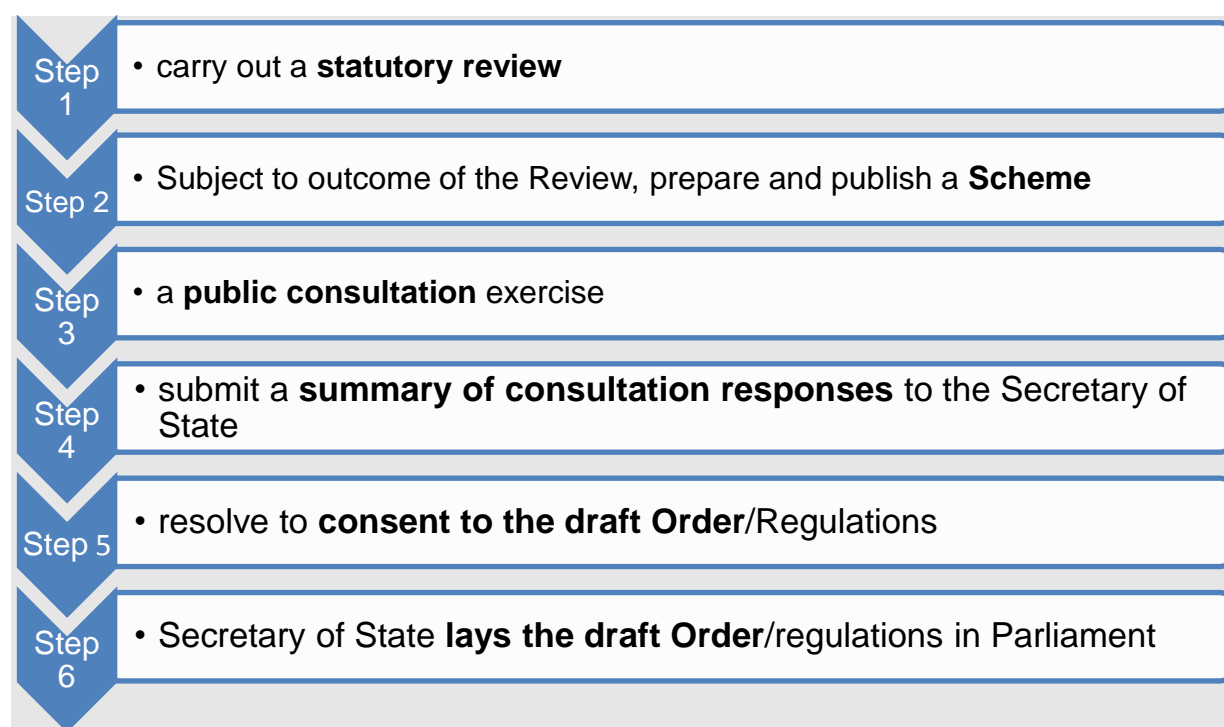 Step
1
• carry out a statutory review
Step 2
• Subject to outcome of the Review, prepare and publish a Scheme
Step
3
• a public consultation exercise
Step
4
• submit a summary of consultation responses to the Secretary of
State
Step 5
• resolve to consent to the draft Order/Regulations
Step
6
• Secretary of State lays the draft Order/regulations in Parliament